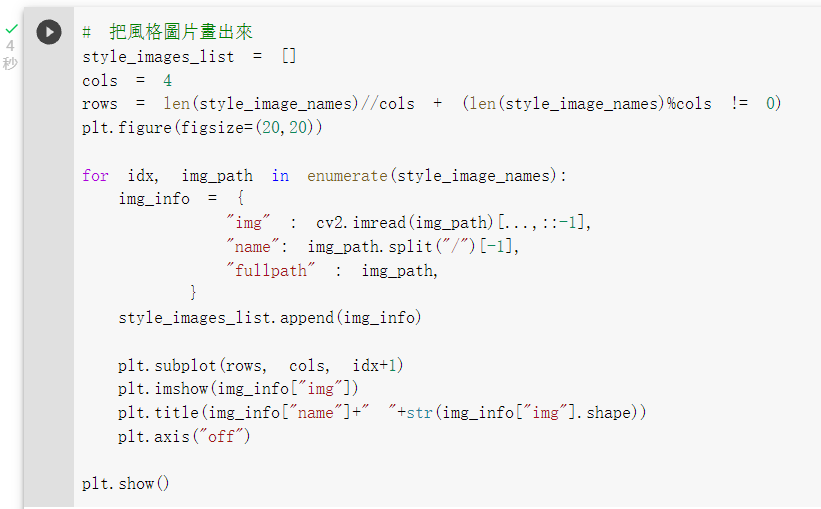 4
秒
#  把風格圖片畫出來
style_images_list = []
cols = 4
rows = len(style_image_names)//cols + (len(style_image_names)%cols != 0)
plt.figure(figsize=(20,20))
for idx, img_path in enumerate(style_image_names):
    img_info = {
            "img" : cv2.imread(img_path)[...,::-1],
            "name": img_path.split("/")[-1],
            "fullpath" : img_path,
        }
    style_images_list.append(img_info)
    plt.subplot(rows, cols, idx+1)
    plt.imshow(img_info["img"])
    plt.title(img_info["name"]+" "+str(img_info["img"].shape))
    plt.axis("off")
plt.show()